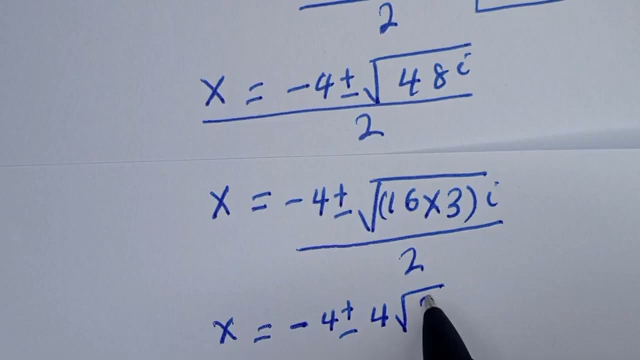 2
x = -4 ± √48i
2
x = -4 ± √(16×3)i
2
x = -4 ± 4√